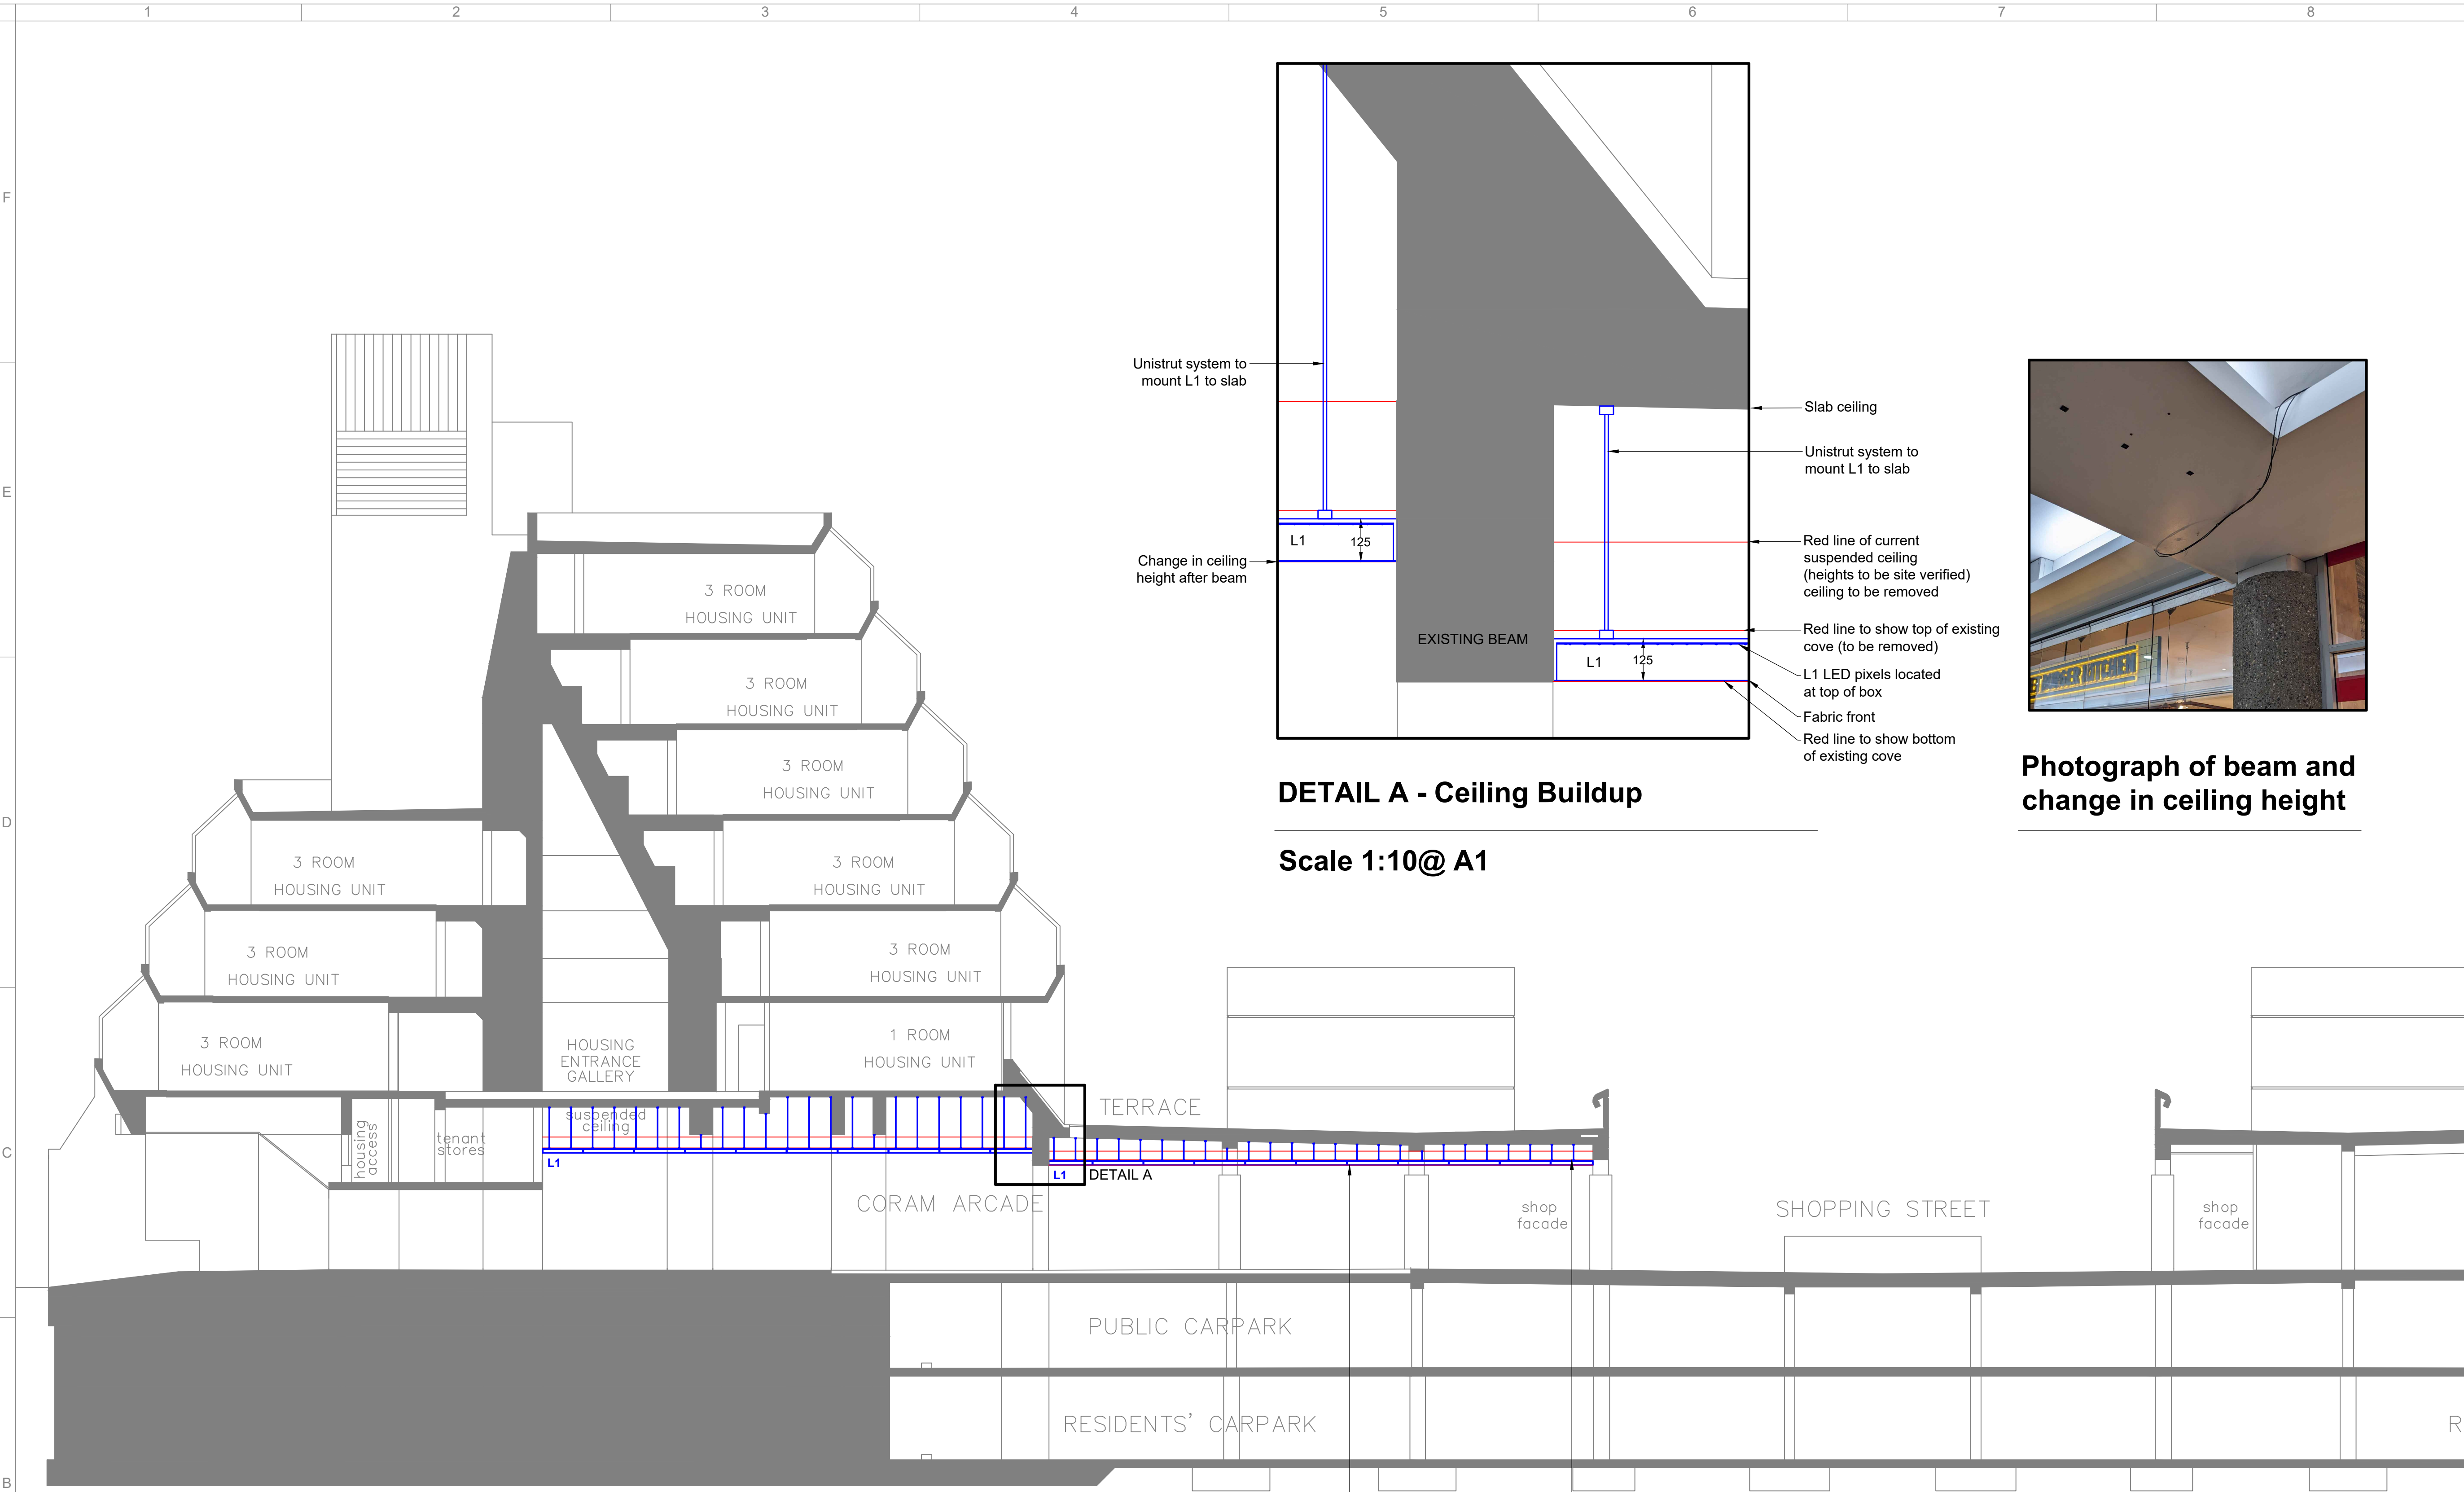 1 2 3 4 5 6 7 8
F
E
D
C
B
Unistrut system to
mount L1 to slab
Change in ceiling
height after beam
L1
125
EXISTING BEAM
L1
125
Slab ceiling
Unistrut system to
mount L1 to slab
Red line of current
suspended ceiling
(heights to be site verified)
ceiling to be removed
Red line to show top of existing
cove (to be removed)
L1 LED pixels located
at top of box
Fabric front
Red line to show bottom
of existing cove
DETAIL A - Ceiling Buildup
Scale 1:10@ A1
Photograph of beam and
change in ceiling height
3 ROOM
HOUSING UNIT
3 ROOM
HOUSING UNIT
3 ROOM
HOUSING UNIT
3 ROOM
HOUSING UNIT
3 ROOM
HOUSING UNIT
3 ROOM
HOUSING UNIT
3 ROOM
HOUSING UNIT
3 ROOM
HOUSING UNIT
1 ROOM
HOUSING UNIT
HOUSING
ENTRANCE
GALLERY
housing
access
tenant
stores
suspended
ceiling
L1
L1
DETAIL A
TERRACE
CORAM ARCADE
shop
facade
SHOPPING STREET
shop
facade
PUBLIC CARPARK
RESIDENTS' CARPARK
R